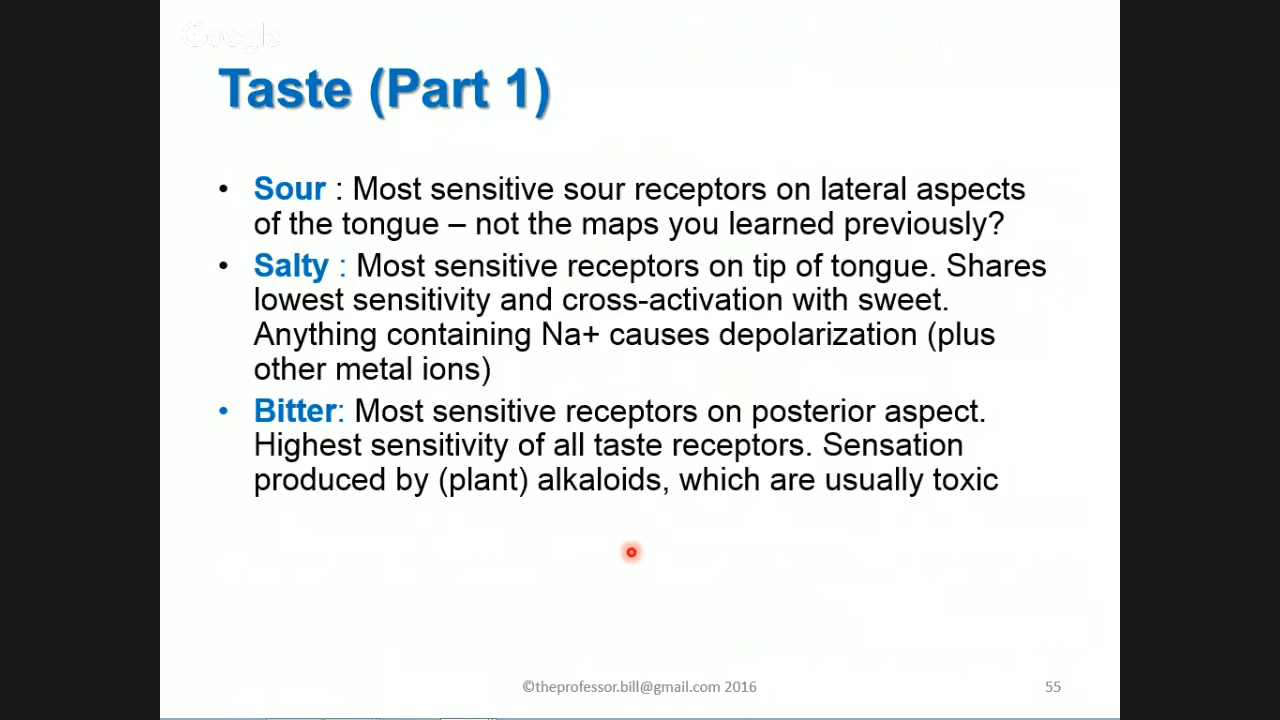 Google
Taste (Part 1)
• Sour : Most sensitive sour receptors on lateral aspects
of the tongue – not the maps you learned previously?
• Salty : Most sensitive receptors on tip of tongue. Shares
lowest sensitivity and cross-activation with sweet.
Anything containing Na+ causes depolarization (plus
other metal ions)
• Bitter: Most sensitive receptors on posterior aspect.
Highest sensitivity of all taste receptors. Sensation
produced by (plant) alkaloids, which are usually toxic
©theprofessor.bill@gmail.com 2016
55